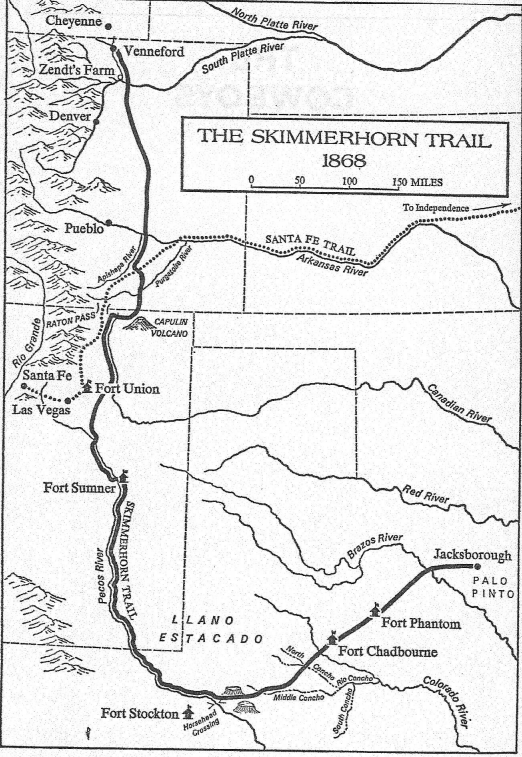 Cheyenne
North Platte River
Venneford
South Platte River
Zendt's Farm
Denver
THE SKIMMERHORN TRAIL
1868
0 50 100 150 MILES
To Independence
Pueblo
SANTA FE TRAIL
Arkansas River
Apishapa River
Purgatoire River
RATON PASS
CAPULIN
VOLCANO
Rio Grande
Santa Fe
Fort Union
Las Vegas
Canadian River
Fort Sumner
Red River
SKIMMERHORN TRAIL
Pecos River
Brazos River
Jacksborough
PALO
PINTO
LLANO
ESTACADO
Fort Phantom
Fort Chadbourne
North
Concho
Rio Concho
Middle Concho
South Concho
Colorado
River
Fort Stockton
Horsehead
Crossing